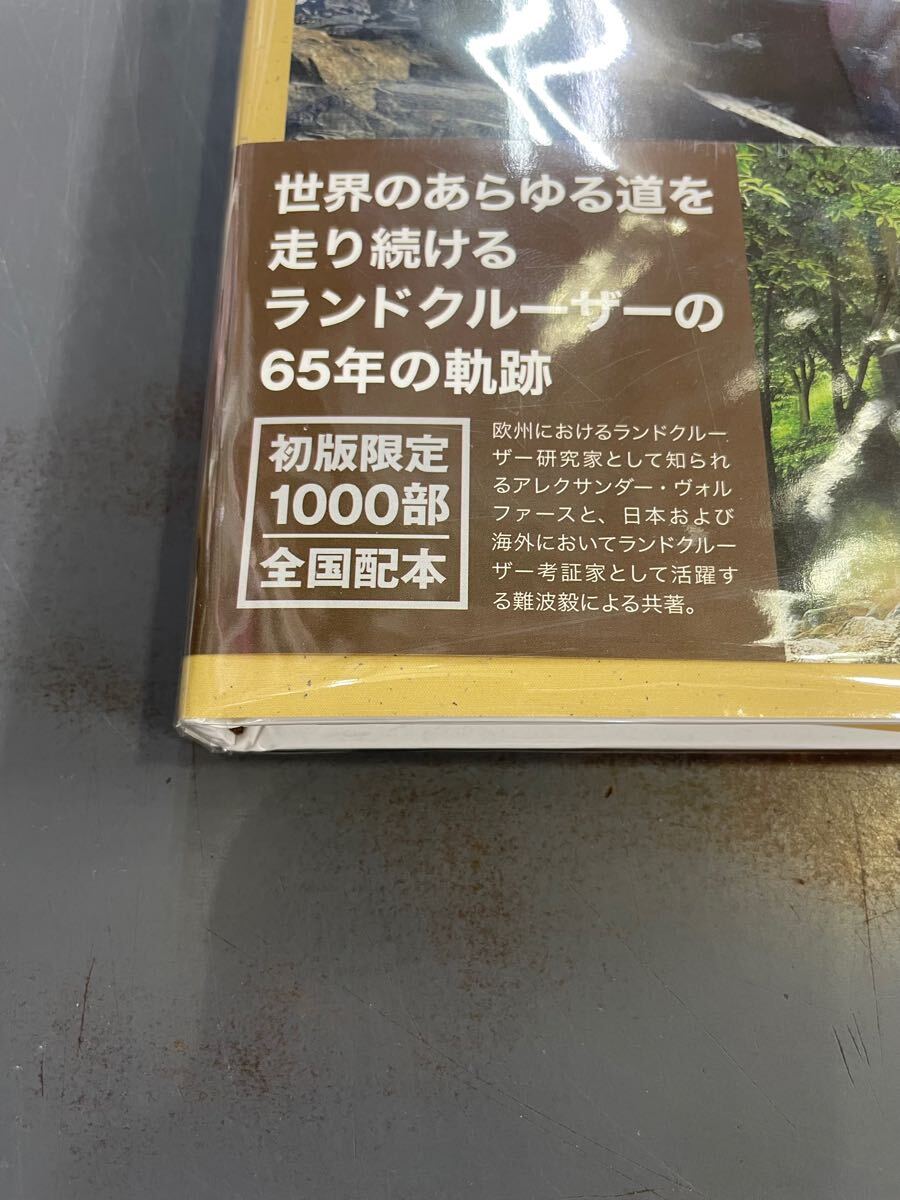 世界のあらゆる道を
走り続ける
ランドクルーザーの
65年の軌跡
初版限定
1000部
全国配本
欧州におけるランドクルー
ザー研究家として知られ
るアレクサンダー・ヴォル
ファースと、日本および
海外においてランドクルー
ザー考証家として活躍す
る難波毅による共著。